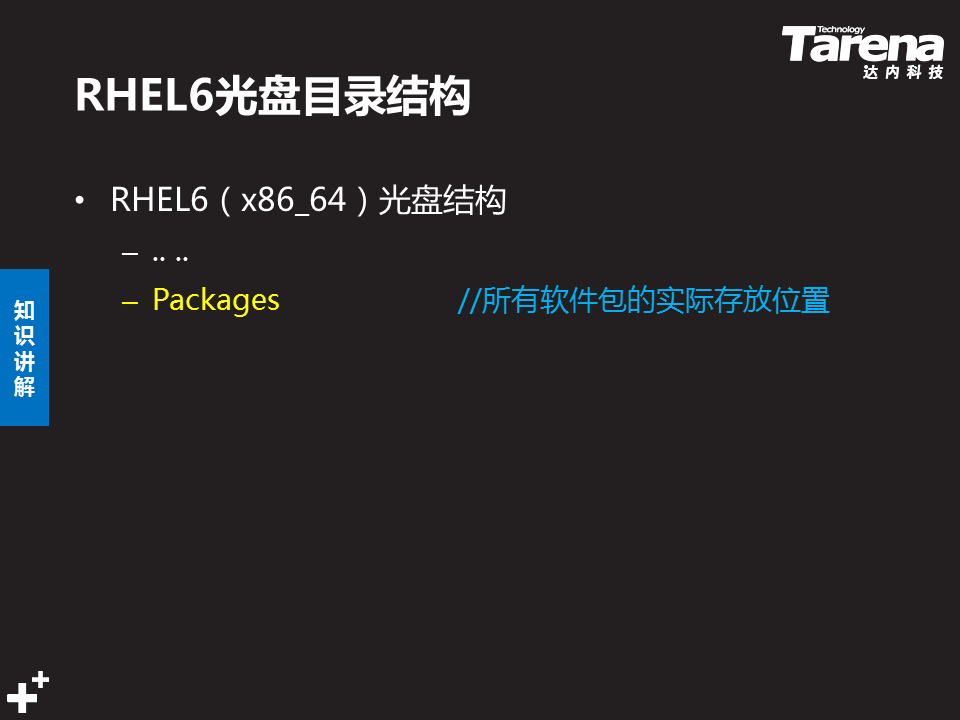 Technology
Tarena
达内科技
RHEL6光盘目录结构
• RHEL6（x86_64）光盘结构
– .. ..
– Packages //所有软件包的实际存放位置
知识讲解